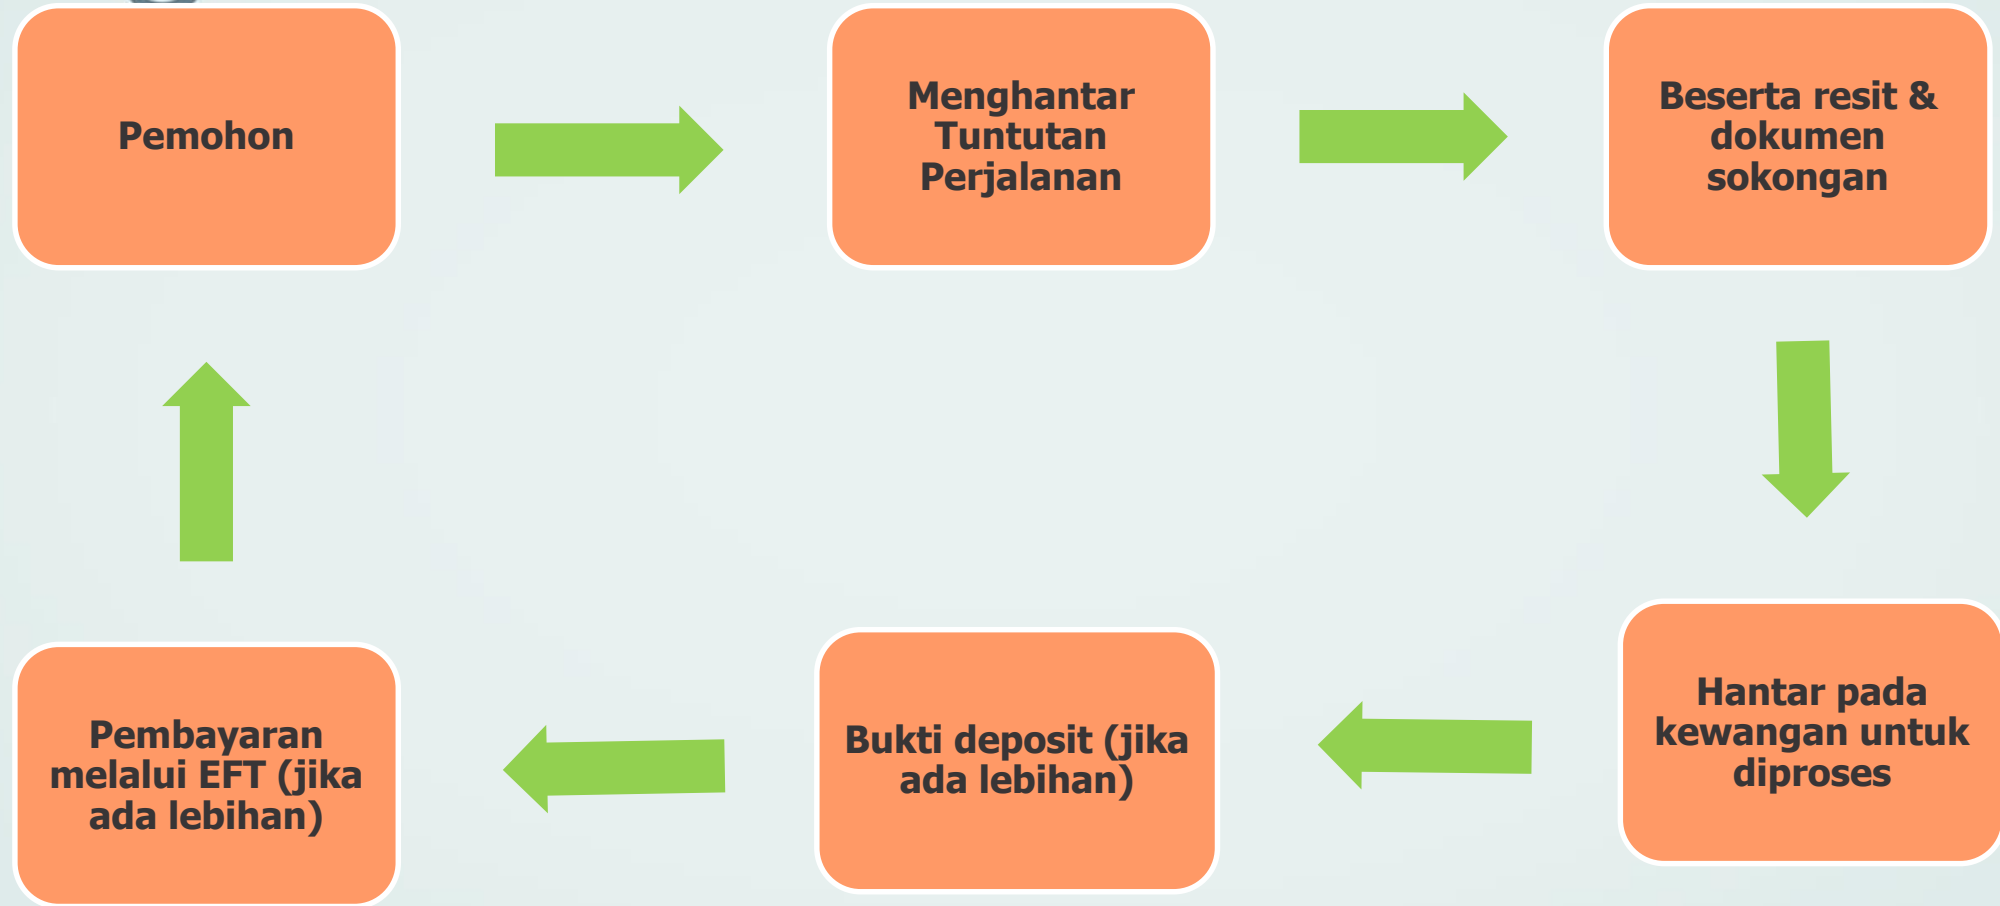 Pemohon
Menghantar
Tuntutan
Perjalanan
Beserta resit &
dokumen
sokongan
Hantar pada
kewangan untuk
diproses
Bukti deposit (jika
ada lebihan)
Pembayaran
melalui EFT (jika
ada lebihan)